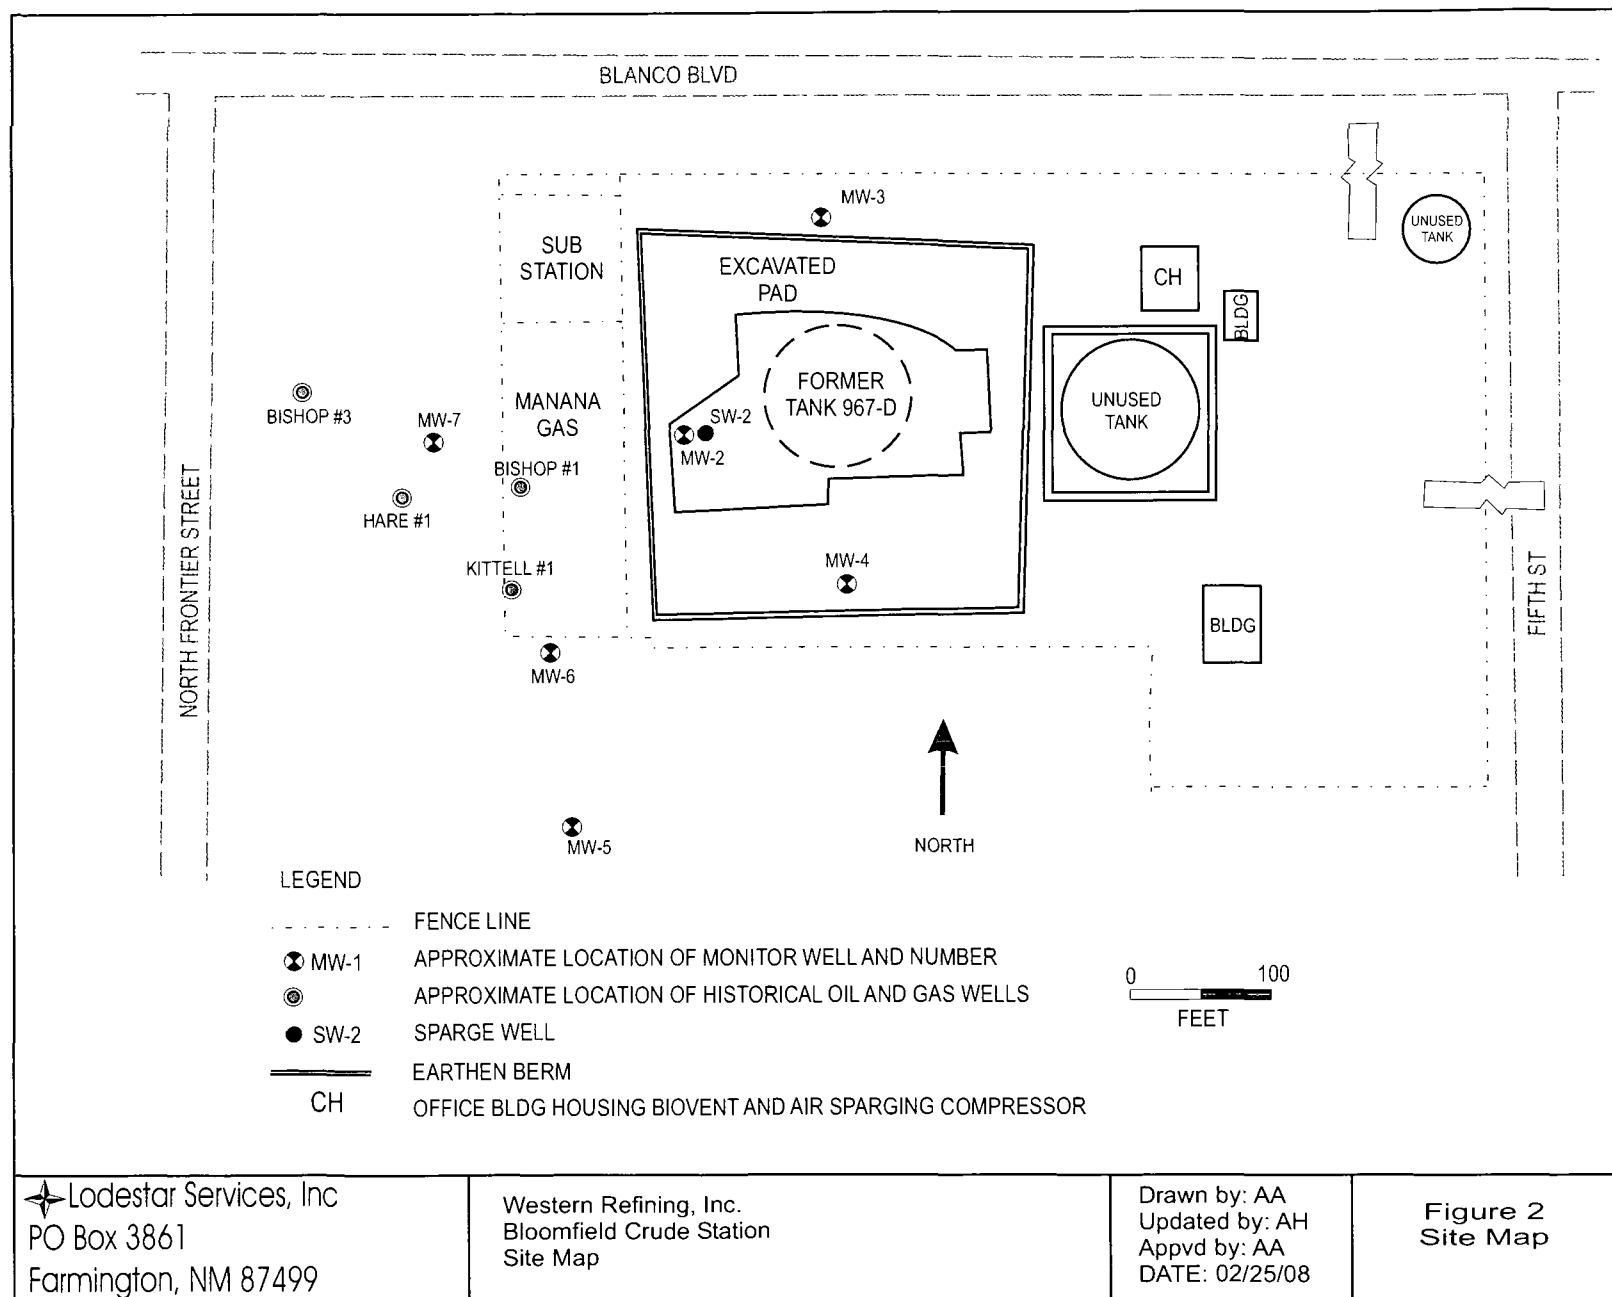 BLANCO BLVD
MW-3
UNUSED
TANK
SUB
STATION
EXCAVATED
PAD
CH
BLDG
FORMER
TANK 967-D
UNUSED
TANK
BISHOP #3
MW-7
MANANA
GAS
SW-2
MW-2
BISHOP #1
HARE #1
KITTELL #1
MW-4
NORTH FRONTIER STREET
FIFTH ST
BLDG
MW-6
MW-5
NORTH
LEGEND
FENCE LINE
MW-1 APPROXIMATE LOCATION OF MONITOR WELL AND NUMBER
APPROXIMATE LOCATION OF HISTORICAL OIL AND GAS WELLS
SW-2 SPARGE WELL
EARTHEN BERM
CH OFFICE BLDG HOUSING BIOVENT AND AIR SPARGING COMPRESSOR
0 100
FEET
Lodestar Services, Inc
PO Box 3861
Farmington, NM 87499
Western Refining, Inc.
Bloomfield Crude Station
Site Map
Drawn by: AA
Updated by: AH
Appvd by: AA
DATE: 02/25/08
Figure 2
Site Map